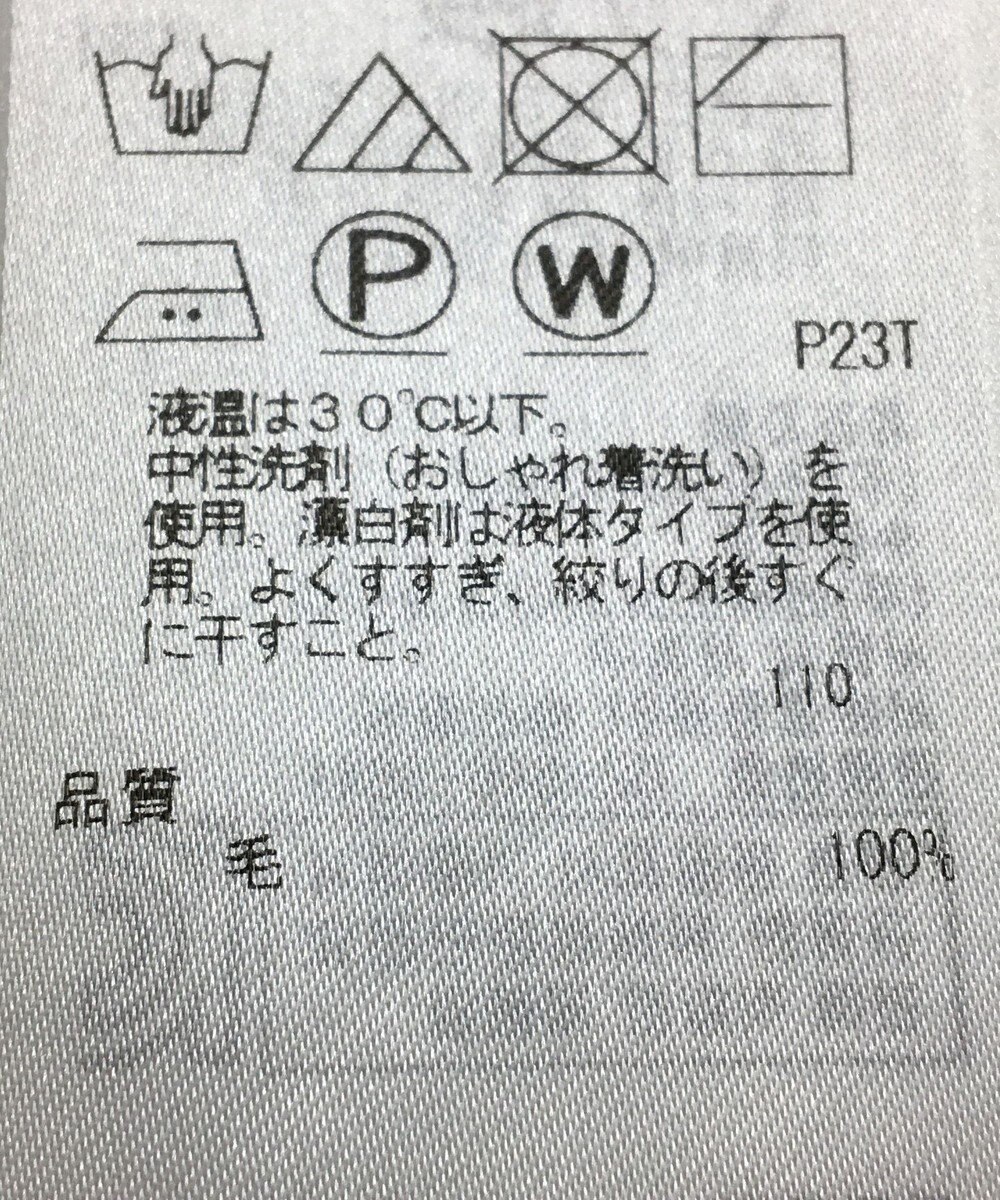 P W
P23T
液温は30℃以下。
中性洗剤（おしゃれ着洗い）を
使用。漂白剤は液体タイプを使
用。よくすすぎ、絞りの後すぐ
に干すこと。
110
品質
毛 100%